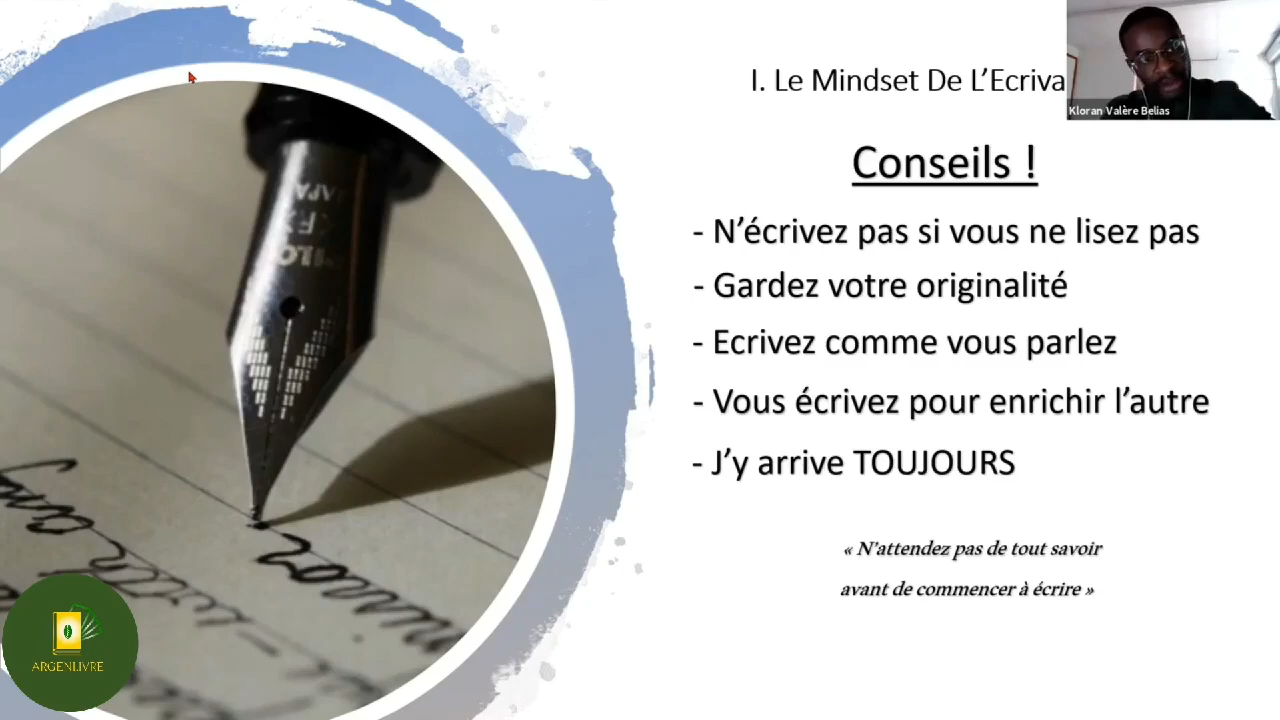 I. Le Mindset De L’Ecriva
Kloran Valère Belias
Conseils !
- N’écrivez pas si vous ne lisez pas
- Gardez votre originalité
- Ecrivez comme vous parlez
- Vous écrivez pour enrichir l’autre
- J’y arrive TOUJOURS
« N’attendez pas de tout savoir
avant de commencer à écrire »
ARGENLIVRE